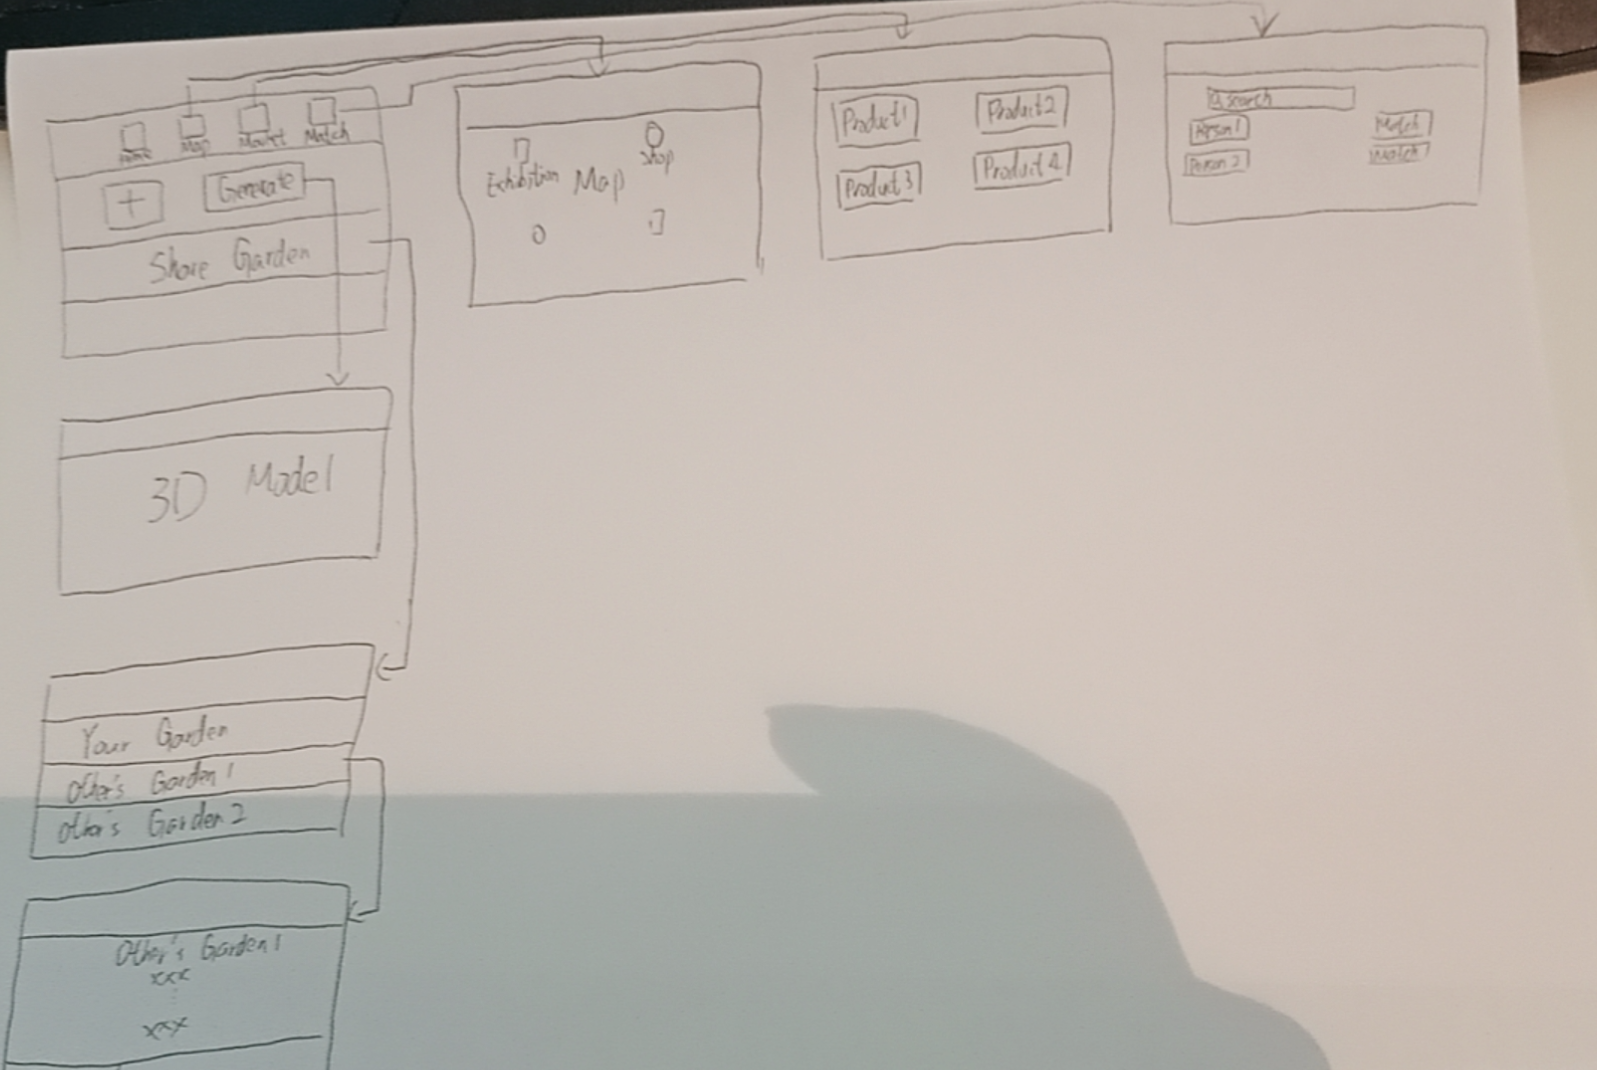 Home Map Market Match
+ Generate
Share Garden
Exhibition Map
Shop
Product1 Product2
Product3 Product4
search
Person1 Match
Person2 Match
3D Model
Your Garden
Other's Garden1
Other's Garden2
Other's Garden1
xxx
xxx